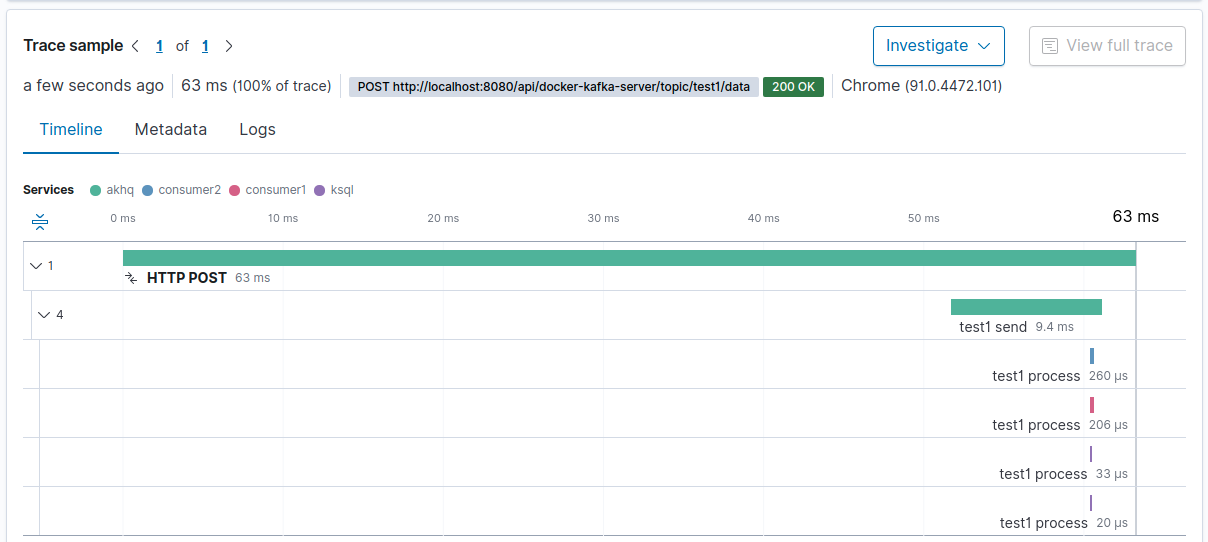 Trace sample 1 of 1 Investigate View full trace
a few seconds ago 63 ms (100% of trace) POST http://localhost:8080/api/docker-kafka-server/topic/test1/data 200 OK Chrome (91.0.4472.101)
Timeline Metadata Logs
Services akhq consumer2 consumer1 ksql
0 ms 10 ms 20 ms 30 ms 40 ms 50 ms 63 ms
1
HTTP POST 63 ms
4
test1 send 9.4 ms
test1 process 260 μs
test1 process 206 μs
test1 process 33 μs
test1 process 20 μs